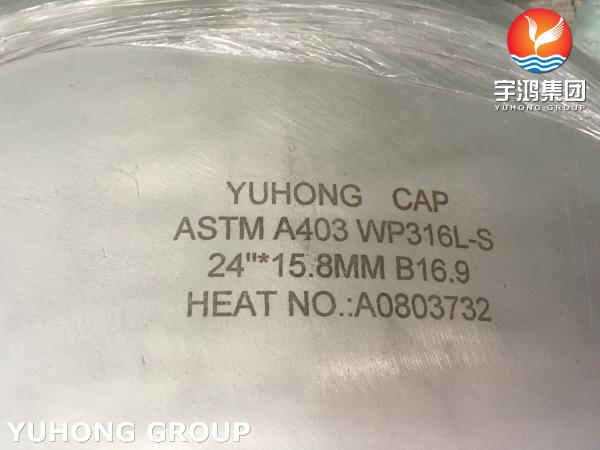 宇鸿集团
YUHONG GROUP
YUHONG CAP
ASTM A403 WP316L-S
24"*15.8MM B16.9
HEAT NO.:A0803732
YUHONG GROUP